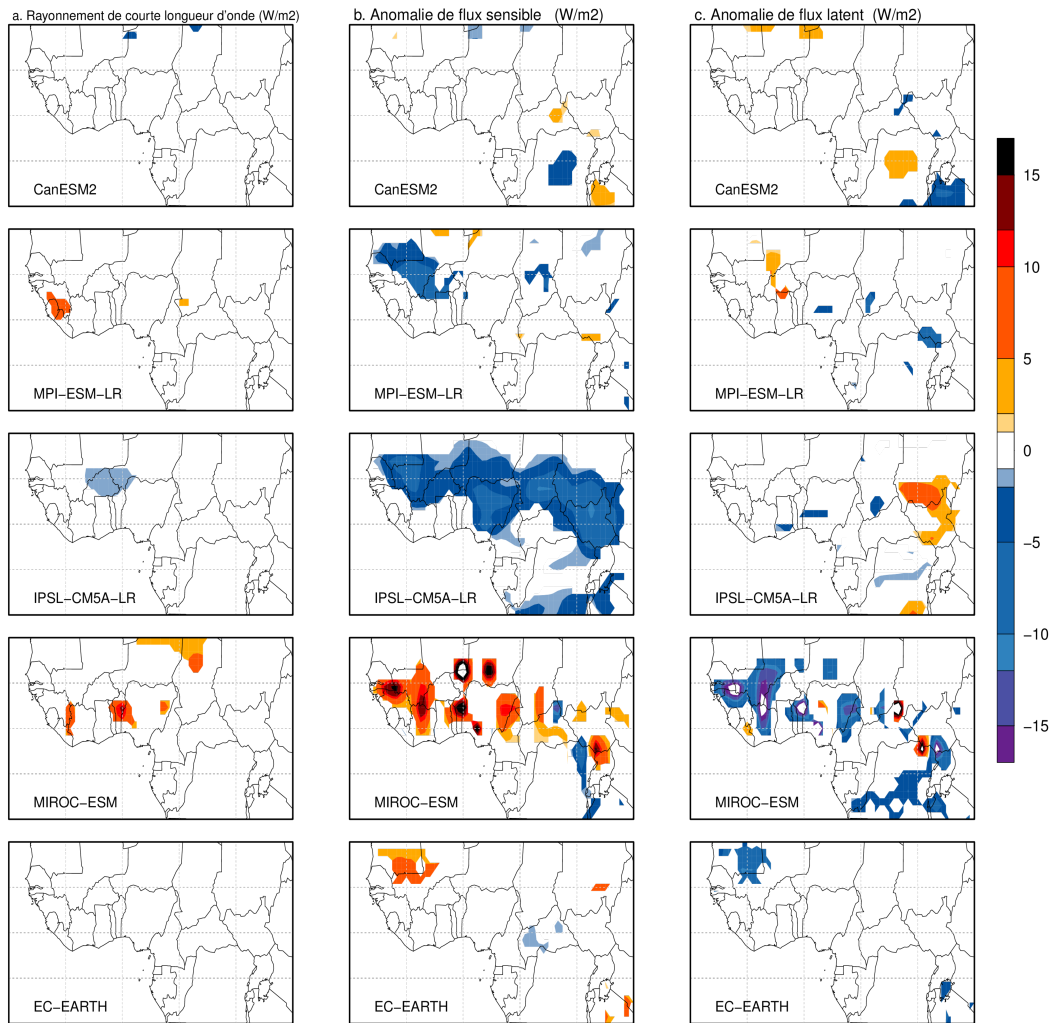 a. Rayonnement de courte longueur d'onde (W/m2)
b. Anomalie de flux sensible (W/m2)
c. Anomalie de flux latent (W/m2)
CanESM2
CanESM2
CanESM2
MPI−ESM−LR
MPI−ESM−LR
MPI−ESM−LR
IPSL−CM5A−LR
IPSL−CM5A−LR
IPSL−CM5A−LR
MIROC−ESM
MIROC−ESM
MIROC−ESM
EC−EARTH
EC−EARTH
EC−EARTH
15
10
5
0
−5
−10
−15